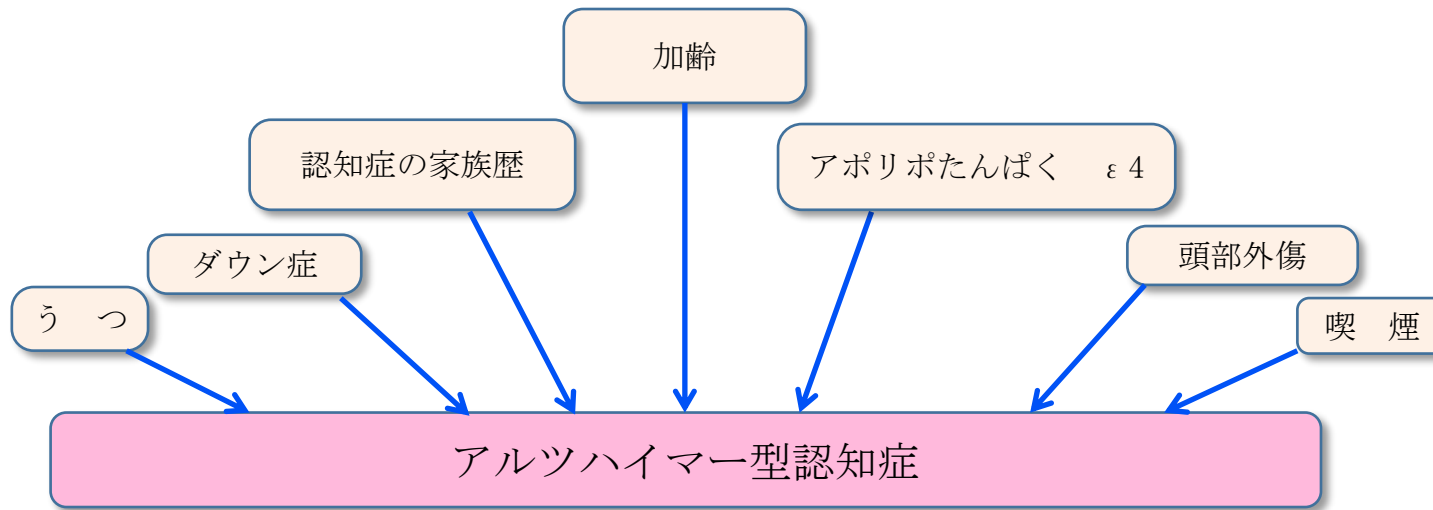 加齢
認知症の家族歴
アポリポたんぱく　ε４
ダウン症
頭部外傷
う　つ
喫　煙
アルツハイマー型認知症